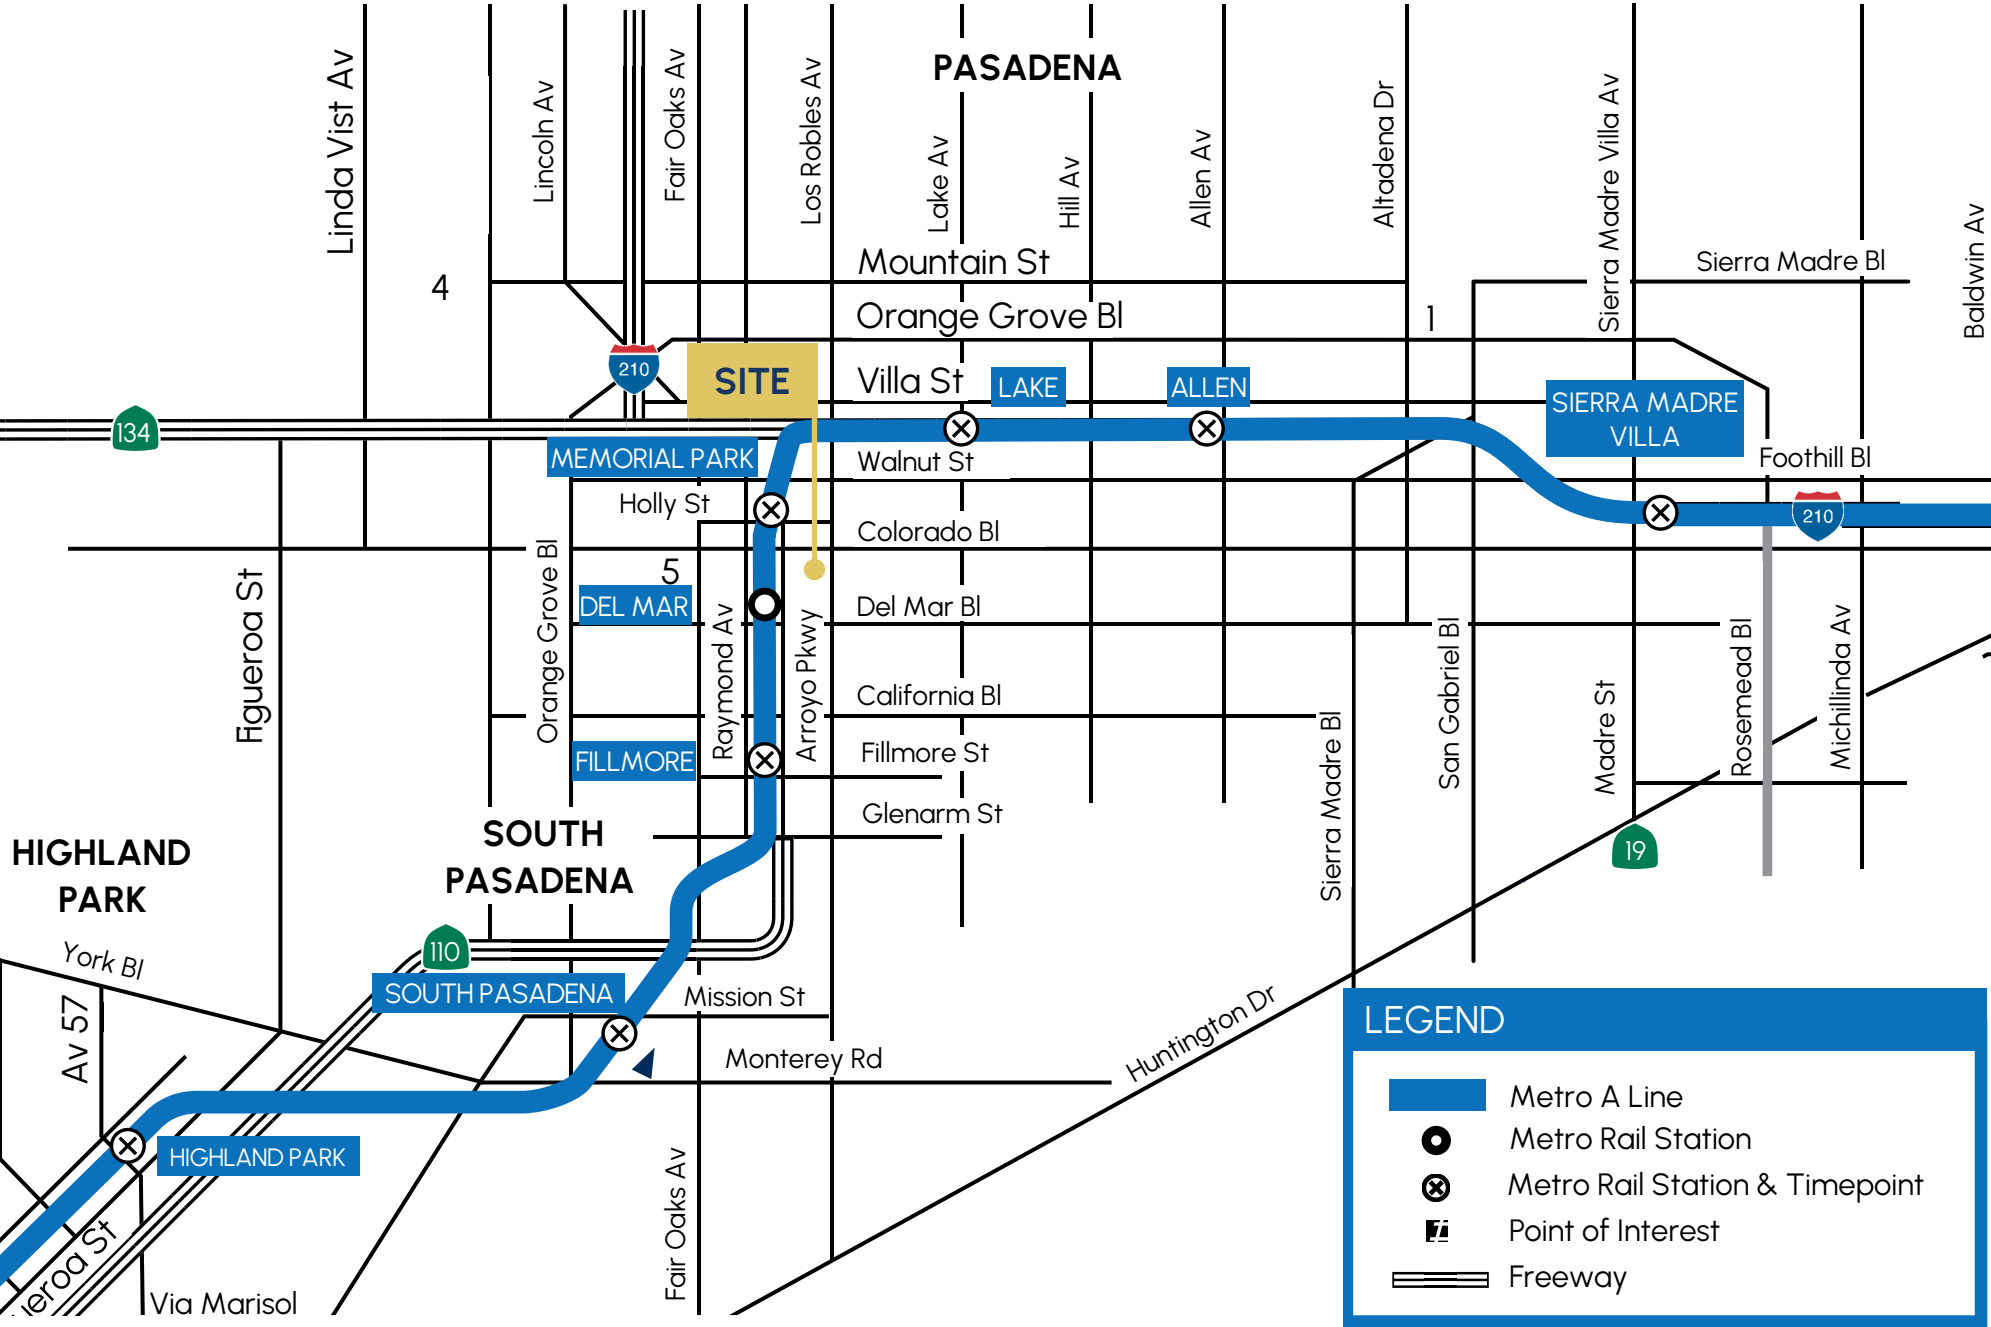 PASADENA
Linda Vist Av
Lincoln Av
Fair Oaks Av
Los Robles Av
Lake Av
Hill Av
Allen Av
Altadena Dr
Sierra Madre Villa Av
Baldwin Av
Mountain St
Sierra Madre Bl
4
Orange Grove Bl
1
210
SITE
Villa St
LAKE
ALLEN
SIERRA MADRE
VILLA
134
MEMORIAL PARK
Walnut St
Foothill Bl
Holly St
210
Colorado Bl
5
DEL MAR
Del Mar Bl
Figueroa St
Orange Grove Bl
Raymond Av
Arroyo Pkwy
California Bl
Sierra Madre Bl
San Gabriel Bl
Madre St
Rosemead Bl
Michillinda Av
FILLMORE
Fillmore St
Glenarm St
SOUTH
PASADENA
HIGHLAND
PARK
19
York Bl
110
SOUTH PASADENA
Mission St
Av 57
Monterey Rd
Huntington Dr
HIGHLAND PARK
Fair Oaks Av
ueroa St
Via Marisol
LEGEND
Metro A Line
Metro Rail Station
Metro Rail Station & Timepoint
Point of Interest
Freeway